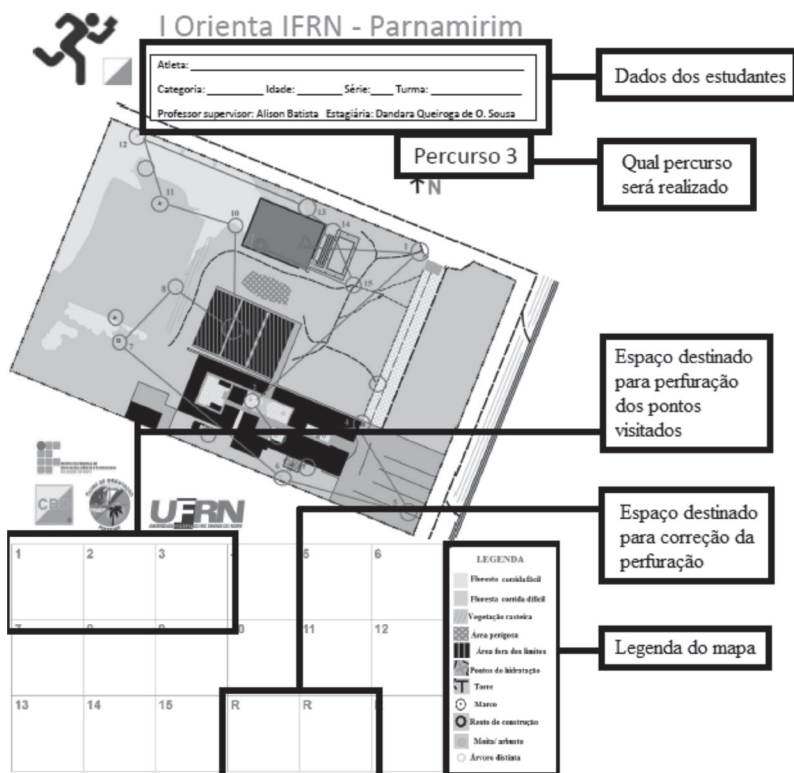 I Orienta IFRN - Parnamirim
Atleta:
Categoria: Idade: Série: Turma:
Professor supervisor: Alison Batista Estagiária: Dandara Queiroga de O. Sousa
Dados dos estudantes
Percurso 3
N
Qual percurso
será realizado
12
13
11
14
10
1
15
8
7
6
5
Espaço destinado
para perfuração
dos pontos
visitados
UFRN
Espaço destinado
para correção da
perfuração
1 2 3 5 6
11 12
13 14 15 R R
LEGENDA
Floresta corrida fácil
Floresta corrida difícil
Vegetação rasteira
Área perigosa
Área fora dos limites
Pontos de hidratação
Torre
Marco
Resto de construção
Moita/ arbusto
Árvore distinta
Legenda do mapa